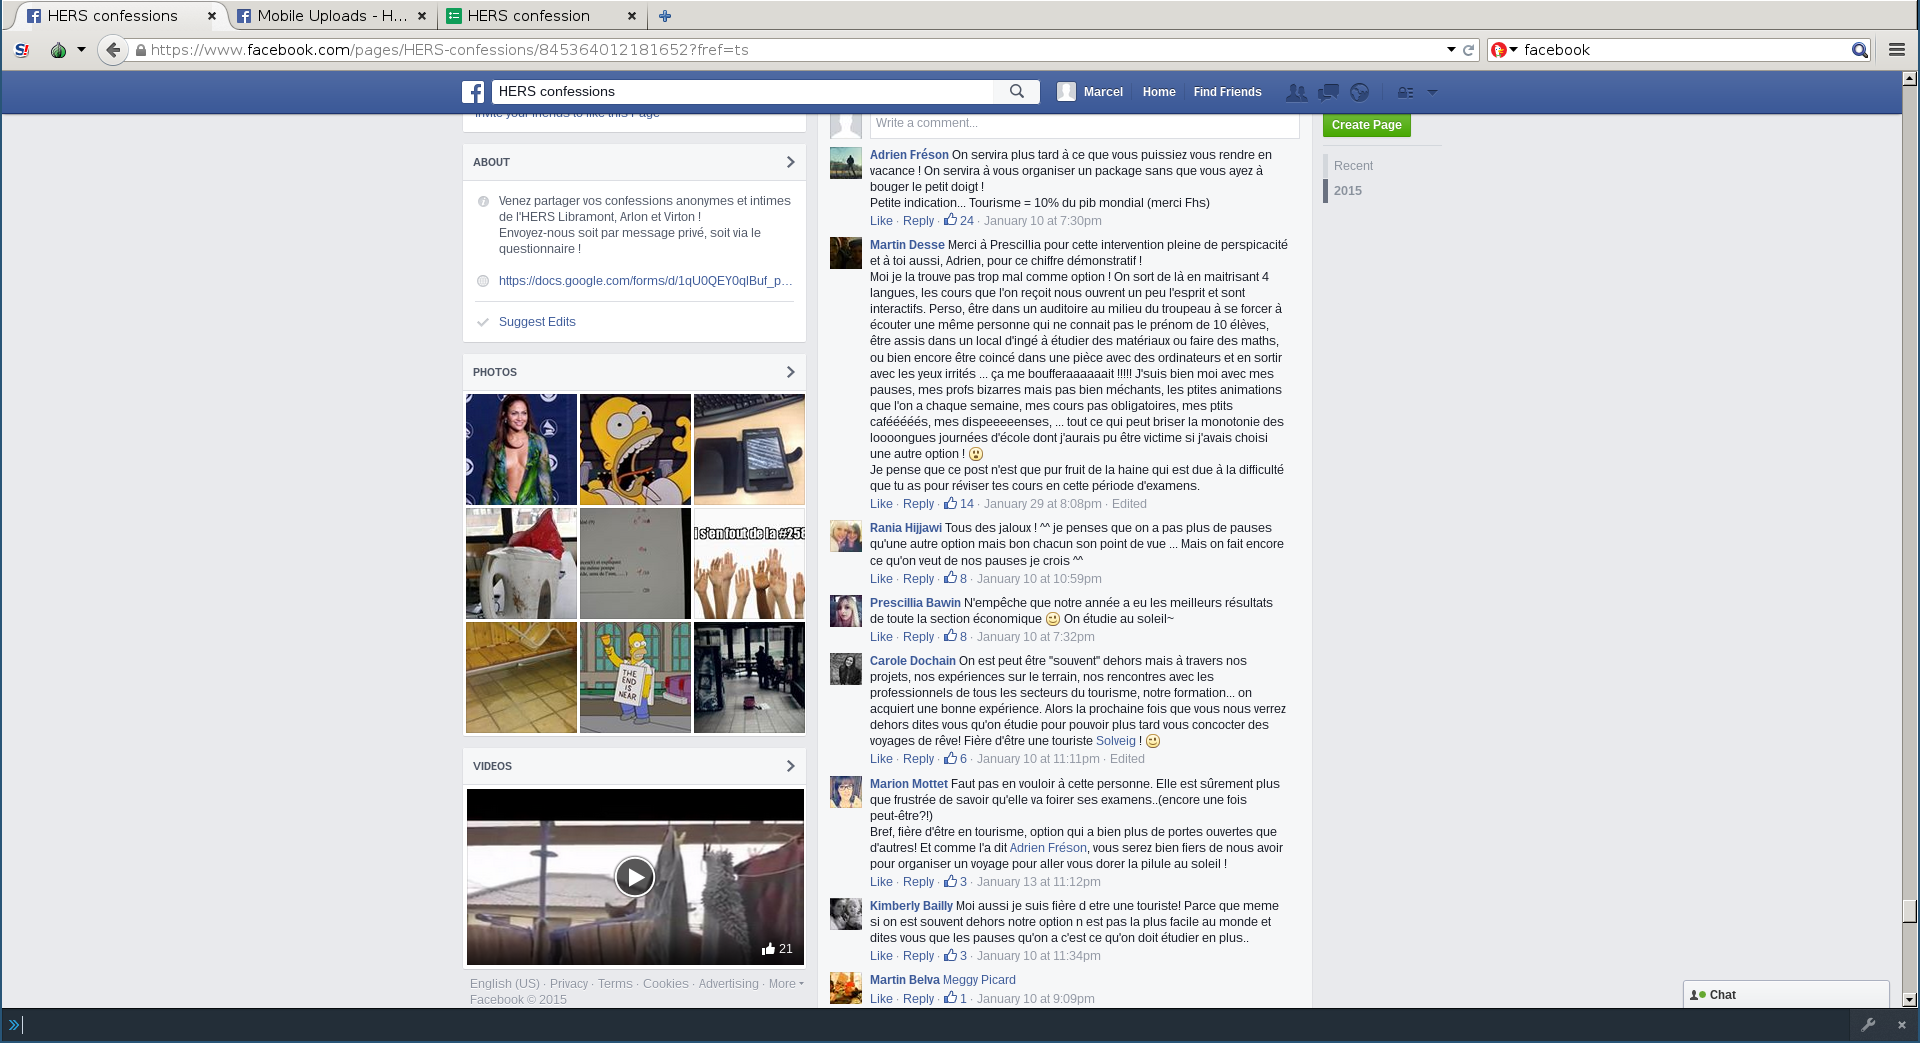 HERS confessions
Mobile Uploads - H...
HERS confession
https://www.facebook.com/pages/HERS-confessions/845364012181652?fref=ts
facebook
HERS confessions
Marcel
Home
Find Friends
Invite your friends to like this Page
ABOUT
Venez partager vos confessions anonymes et intimes
de l'HERS Libramont, Arlon et Virton !
Envoyez-nous soit par message privé, soit via le
questionnaire !
https://docs.google.com/forms/d/1qU0QEY0qlBuf_p...
Suggest Edits
PHOTOS
l s'en fout de la #258
THE
END
IS
NEAR
VIDEOS
21
English (US) · Privacy · Terms · Cookies · Advertising · More
Facebook © 2015
Write a comment...
Adrien Fréson On servira plus tard à ce que vous puissiez vous rendre en
vacance ! On servira à vous organiser un package sans que vous ayez à
bouger le petit doigt !
Petite indication... Tourisme = 10% du pib mondial (merci Fhs)
Like · Reply · 24 · January 10 at 7:30pm
Martin Desse Merci à Prescillia pour cette intervention pleine de perspicacité
et à toi aussi, Adrien, pour ce chiffre démonstratif !
Moi je la trouve pas trop mal comme option ! On sort de là en maitrisant 4
langues, les cours que l'on reçoit nous ouvrent un peu l'esprit et sont
interactifs. Perso, être dans un auditoire au milieu du troupeau à se forcer à
écouter une même personne qui ne connait pas le prénom de 10 élèves,
être assis dans un local d'ingé à étudier des matériaux ou faire des maths,
ou bien encore être coincé dans une pièce avec des ordinateurs et en sortir
avec les yeux irrités ... ça me boufferaaaaaait !!!!! J'suis bien moi avec mes
pauses, mes profs bizarres mais pas bien méchants, les ptites animations
que l'on a chaque semaine, mes cours pas obligatoires, mes ptits
caféééééés, mes dispeeeeenses, ... tout ce qui peut briser la monotonie des
loooongues journées d'école dont j'aurais pu être victime si j'avais choisi
une autre option !
Je pense que ce post n'est que pur fruit de la haine qui est due à la difficulté
que tu as pour réviser tes cours en cette période d'examens.
Like · Reply · 14 · January 29 at 8:08pm · Edited
Rania Hijjawi Tous des jaloux ! ^^ je penses que on a pas plus de pauses
qu'une autre option mais bon chacun son point de vue ... Mais on fait encore
ce qu'on veut de nos pauses je crois ^^
Like · Reply · 8 · January 10 at 10:59pm
Prescillia Bawin N'empêche que notre année a eu les meilleurs résultats
de toute la section économique On étudie au soleil~
Like · Reply · 8 · January 10 at 7:32pm
Carole Dochain On est peut être "souvent" dehors mais à travers nos
projets, nos expériences sur le terrain, nos rencontres avec les
professionnels de tous les secteurs du tourisme, notre formation... on
acquiert une bonne expérience. Alors la prochaine fois que vous nous verrez
dehors dites vous qu'on étudie pour pouvoir plus tard vous concocter des
voyages de rêve! Fière d'être une touriste Solveig !
Like · Reply · 6 · January 10 at 11:11pm · Edited
Marion Mottet Faut pas en vouloir à cette personne. Elle est sûrement plus
que frustrée de savoir qu'elle va foirer ses examens..(encore une fois
peut-être?!)
Bref, fière d'être en tourisme, option qui a bien plus de portes ouvertes que
d'autres! Et comme l'a dit Adrien Fréson, vous serez bien fiers de nous avoir
pour organiser un voyage pour aller vous dorer la pilule au soleil !
Like · Reply · 3 · January 13 at 11:12pm
Kimberly Bailly Moi aussi je suis fière d etre une touriste! Parce que meme
si on est souvent dehors notre option n est pas la plus facile au monde et
dites vous que les pauses qu'on a c'est ce qu'on doit étudier en plus..
Like · Reply · 3 · January 10 at 11:34pm
Martin Belva Meggy Picard
Like · Reply · 1 · January 10 at 9:09pm
Create Page
Recent
2015
Chat